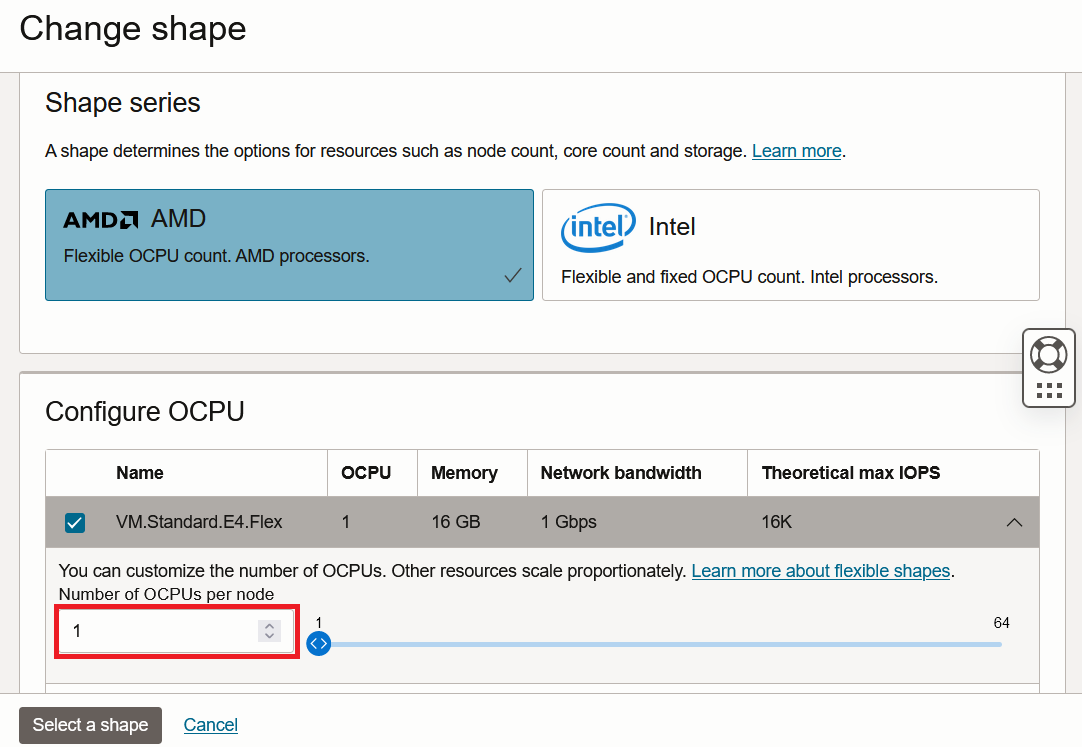 Change shape
Shape series
A shape determines the options for resources such as node count, core count and storage. Learn more.
AMD AMD
Flexible OCPU count. AMD processors.
intel Intel
Flexible and fixed OCPU count. Intel processors.
Configure OCPU
Name OCPU Memory Network bandwidth Theoretical max IOPS
VM.Standard.E4.Flex 1 16 GB 1 Gbps 16K
You can customize the number of OCPUs. Other resources scale proportionately. Learn more about flexible shapes.
Number of OCPUs per node
1
1 64
Select a shape Cancel